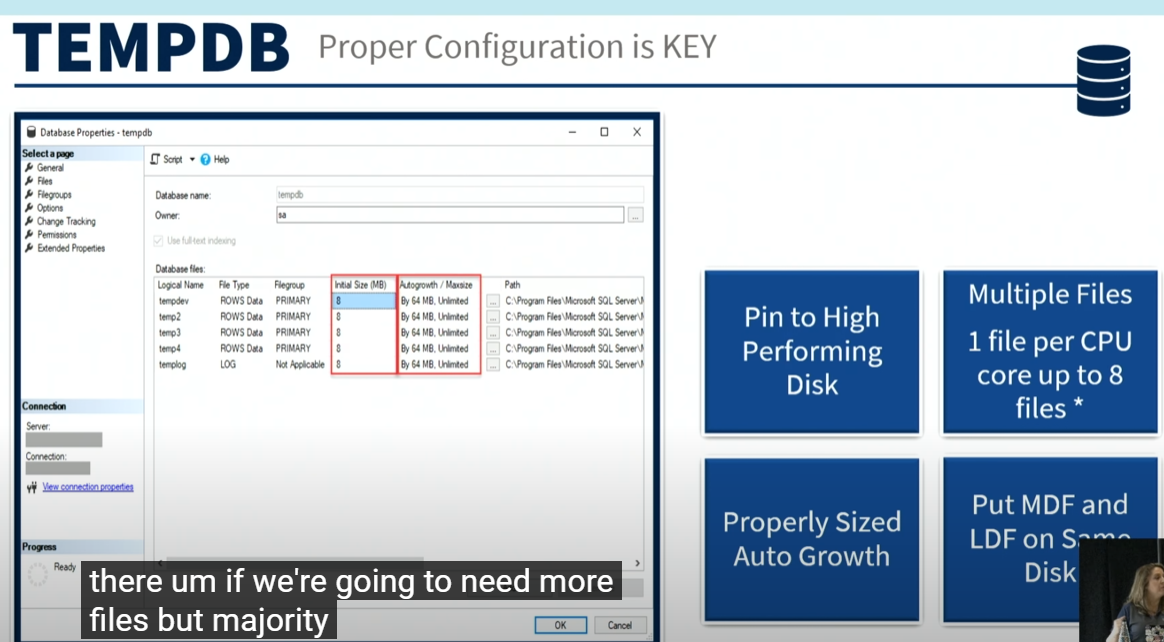 TEMPDB Proper Configuration is KEY
Database Properties - tempdb
Select a page
General
Files
Filegroups
Options
Change Tracking
Permissions
Extended Properties
Script Help
Database name: tempdb
Owner: sa ...
Use full-text indexing
Database files:
Logical Name File Type Filegroup Initial Size (MB) Autogrowth / Maxsize Path
tempdev ROWS Data PRIMARY 8 By 64 MB, Unlimited ... C:\Program Files\Microsoft SQL Server\M
temp2 ROWS Data PRIMARY 8 By 64 MB, Unlimited ... C:\Program Files\Microsoft SQL Server\M
temp3 ROWS Data PRIMARY 8 By 64 MB, Unlimited ... C:\Program Files\Microsoft SQL Server\M
temp4 ROWS Data PRIMARY 8 By 64 MB, Unlimited ... C:\Program Files\Microsoft SQL Server\M
templog LOG Not Applicable 8 By 64 MB, Unlimited ... C:\Program Files\Microsoft SQL Server\M
Connection
Server:
Connection:
View connection properties
Progress
Ready
OK Cancel
Pin to High
Performing
Disk
Multiple Files
1 file per CPU
core up to 8
files *
Properly Sized
Auto Growth
Put MDF and
LDF on Same
Disk
there um if we're going to need more
files but majority